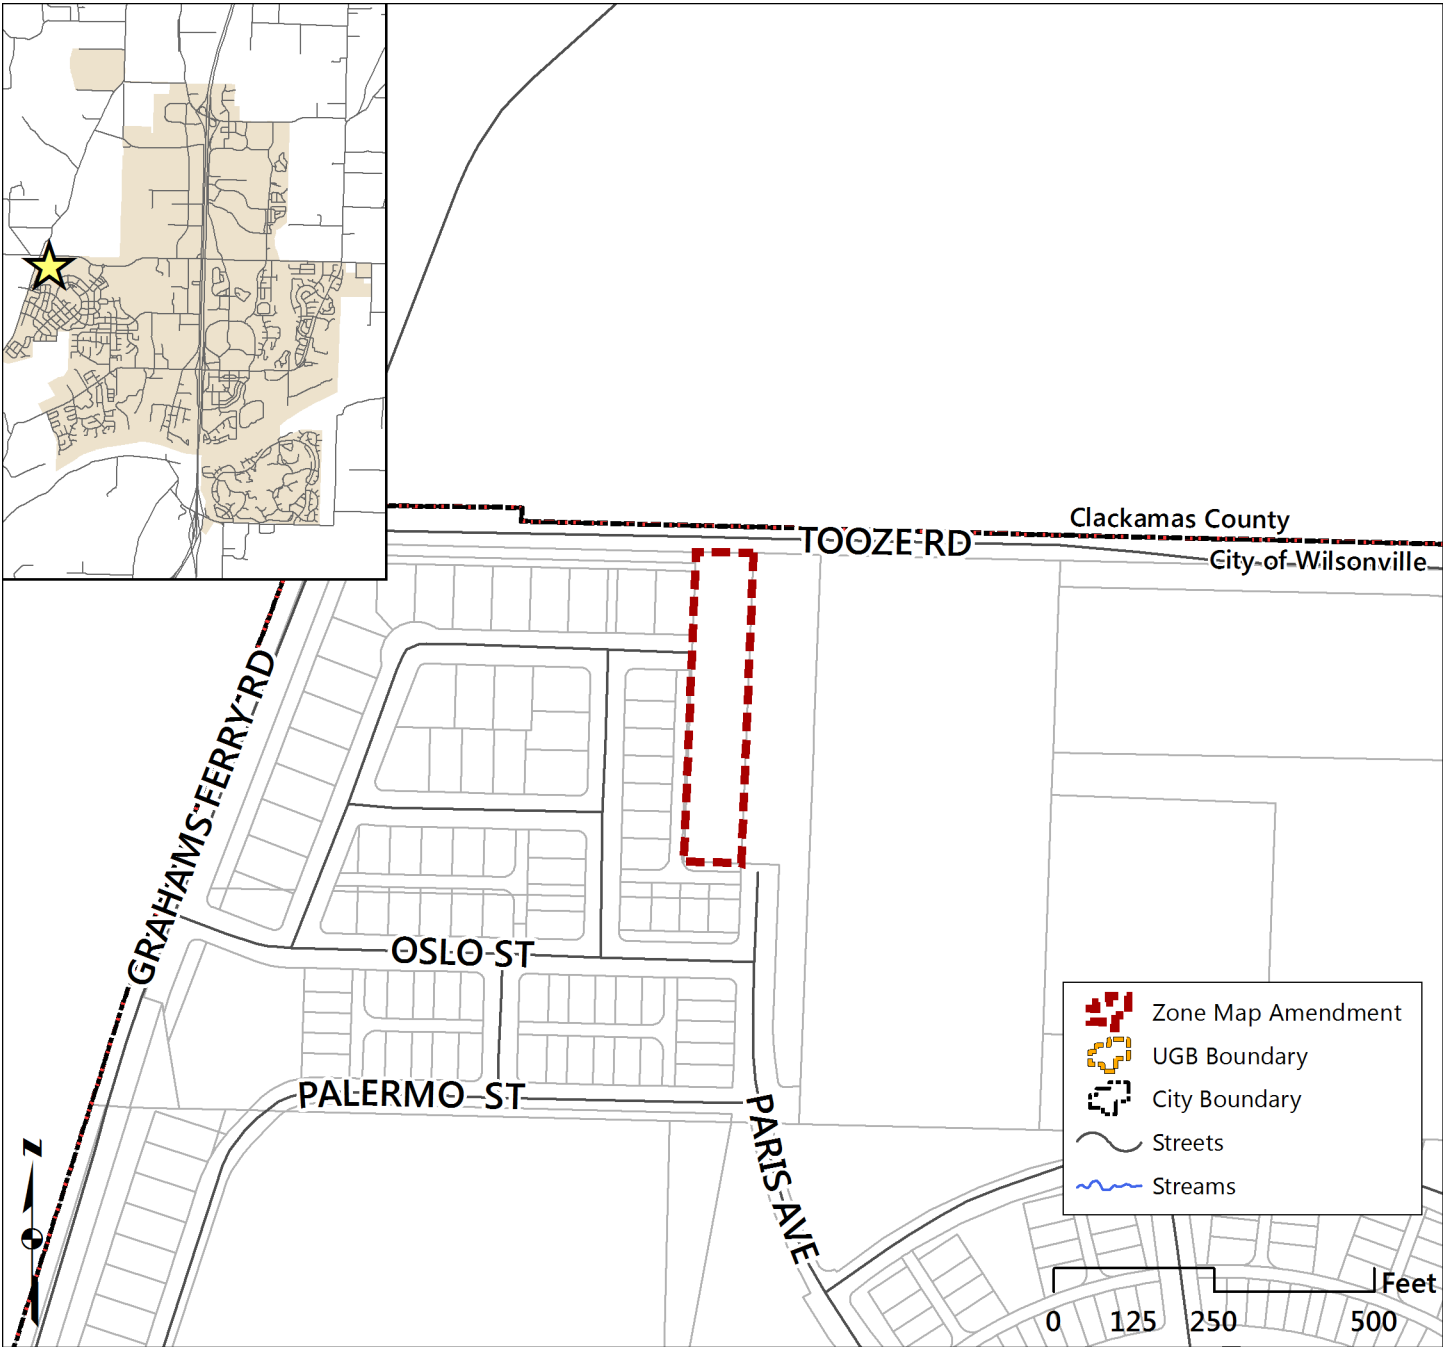 Clackamas County
TOOZE RD
City of Wilsonville
GRAHAMS FERRY RD
OSLO ST
PALERMO ST
PARIS AVE
Zone Map Amendment
UGB Boundary
City Boundary
Streets
Streams
N
Feet
0 125 250 500